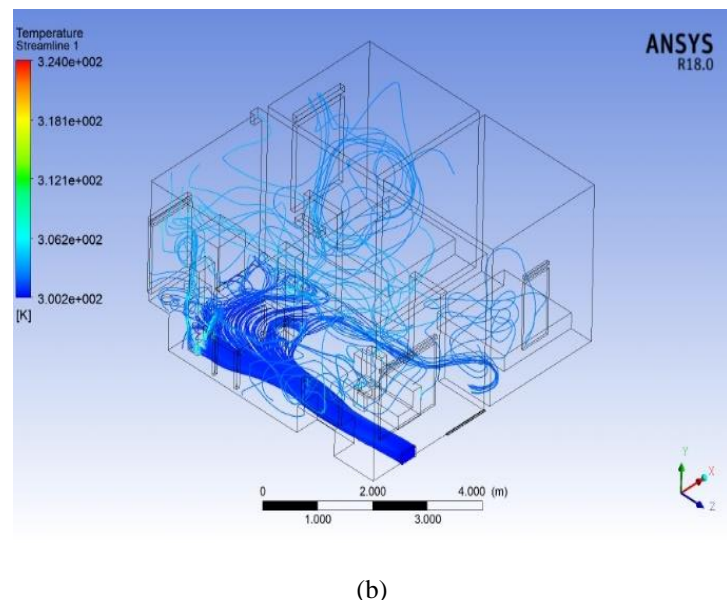 Temperature
Streamline 1
ANSYS
R18.0
3.240e+002
3.181e+002
3.121e+002
3.062e+002
3.002e+002
[K]
0 2.000 4.000 (m)
1.000 3.000
Y
X
Z
(b)